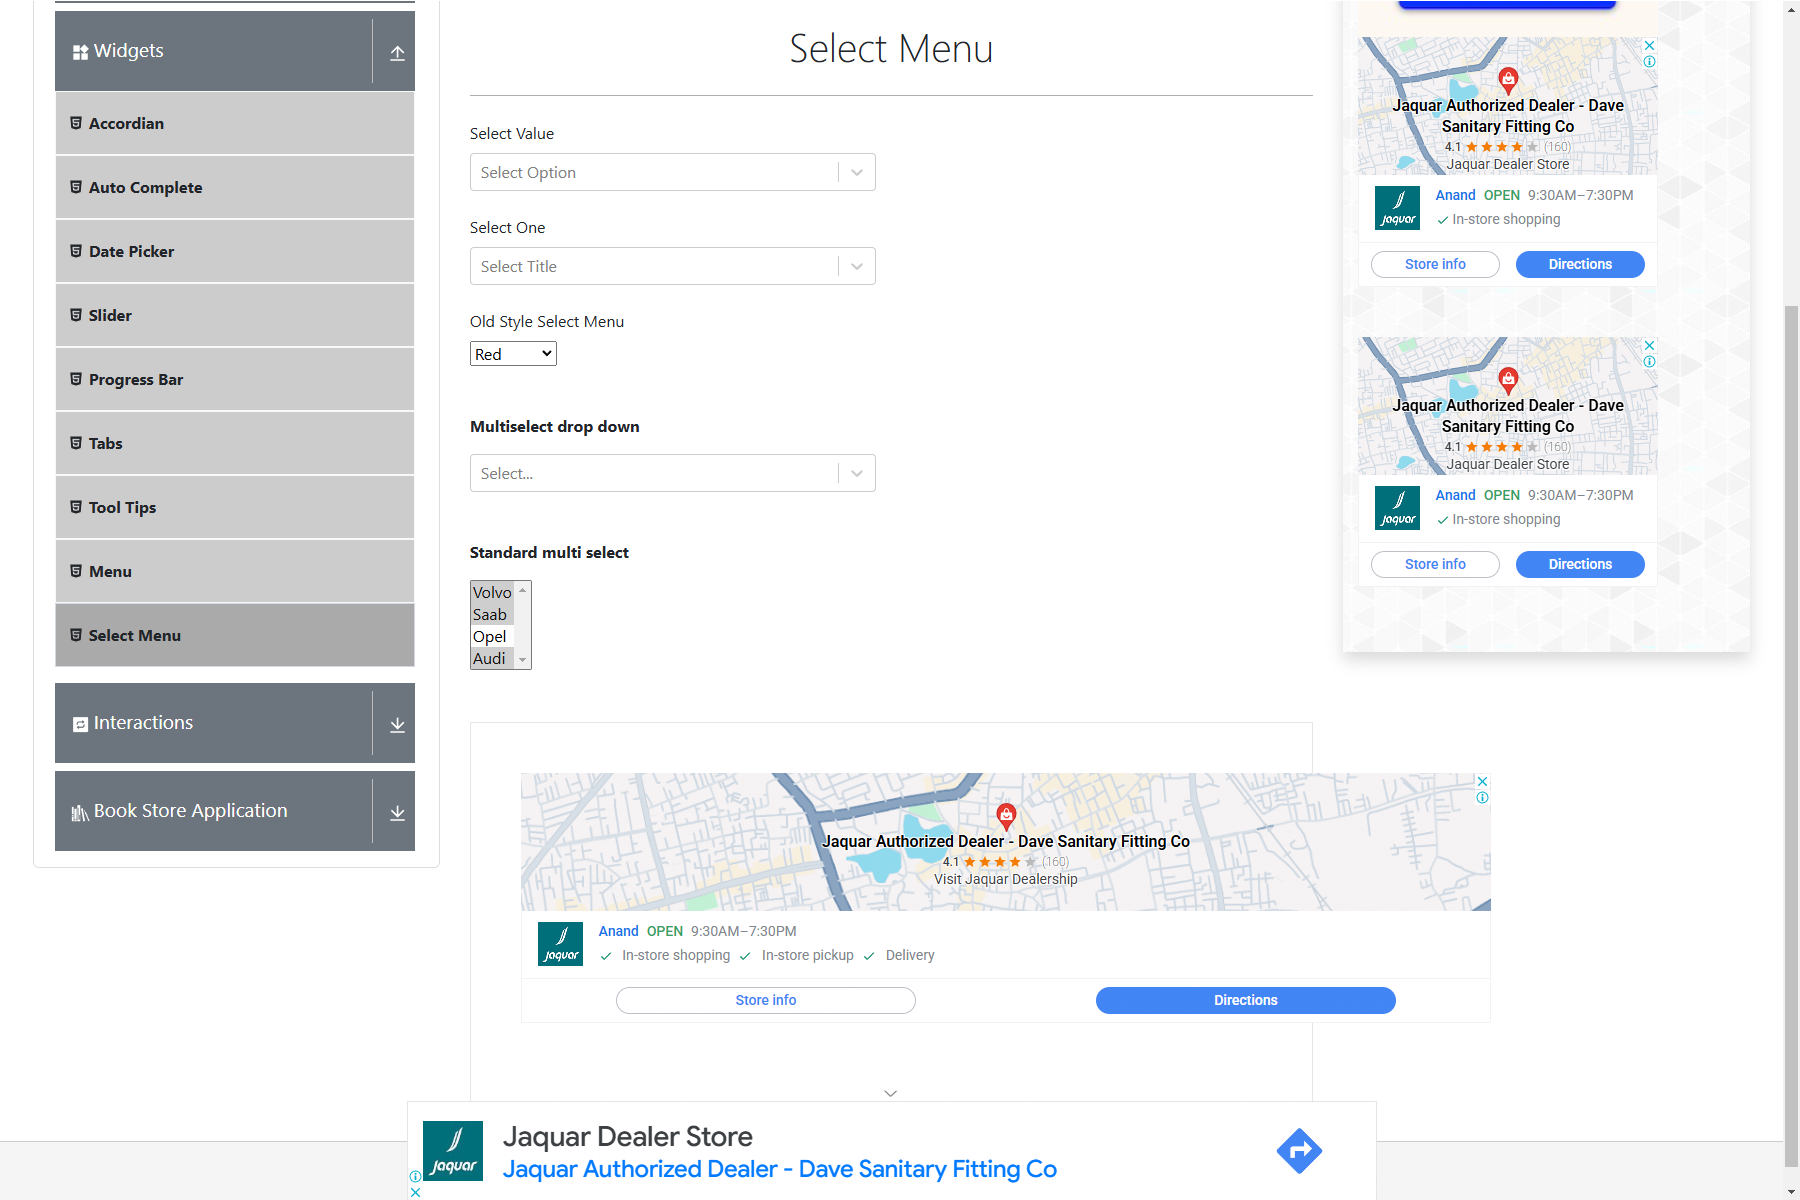 Widgets
Accordian
Auto Complete
Date Picker
Slider
Progress Bar
Tabs
Tool Tips
Menu
Select Menu
Interactions
Book Store Application
Select Menu
Select Value
Select Option
Select One
Select Title
Old Style Select Menu
Red
Multiselect drop down
Select...
Standard multi select
Volvo
Saab
Opel
Audi
Jaquar Authorized Dealer - Dave Sanitary Fitting Co
4.1 (160)
Visit Jaquar Dealership
Jaquar
Anand OPEN 9:30AM–7:30PM
In-store shopping In-store pickup Delivery
Store info Directions
Jaquar Authorized Dealer - Dave
Sanitary Fitting Co
4.1 (160)
Jaquar Dealer Store
Jaquar
Anand OPEN 9:30AM–7:30PM
In-store shopping
Store info Directions
Jaquar Authorized Dealer - Dave
Sanitary Fitting Co
4.1 (160)
Jaquar Dealer Store
Jaquar
Anand OPEN 9:30AM–7:30PM
In-store shopping
Store info Directions
Jaquar
Jaquar Dealer Store
Jaquar Authorized Dealer - Dave Sanitary Fitting Co